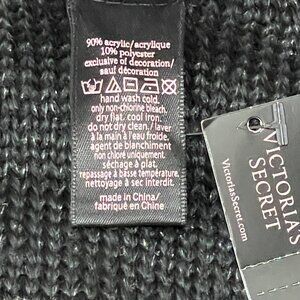 90% acrylic/acrylique
10% polyester
exclusive of decoration/
sauf décoration
hand wash cold.
only non-chlorine bleach.
dry flat. cool iron.
do not dry clean./laver
à la main à l'eau froide.
agent de blanchiment
non chloré uniquement.
séchage à plat.
repassage à basse température.
nettoyage à sec interdit.
made in China/
fabriqué en Chine
VICTORIA'S
SECRET
VictoriasSecret.com